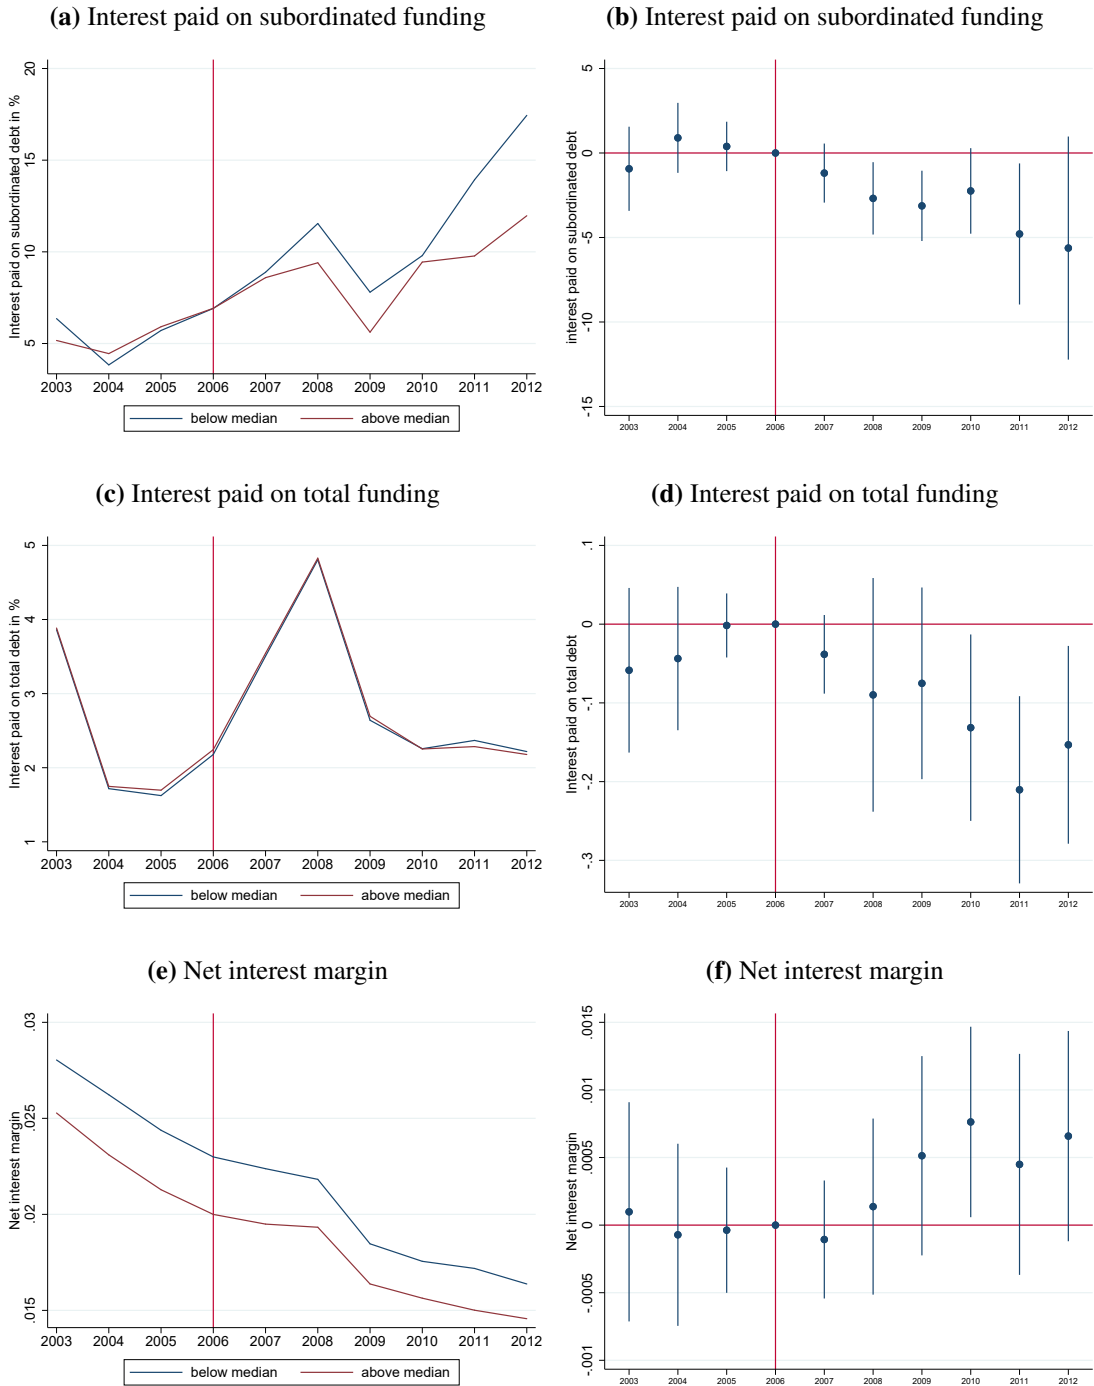 (a) Interest paid on subordinated funding
Interest paid on subordinated debt in %
20
15
10
5
2003 2004 2005 2006 2007 2008 2009 2010 2011 2012
below median above median
(b) Interest paid on subordinated funding
interest paid on subordinated debt
5
0
-5
-10
-15
2003 2004 2005 2006 2007 2008 2009 2010 2011 2012
(c) Interest paid on total funding
Interest paid on total debt in %
5
4
3
2
1
2003 2004 2005 2006 2007 2008 2009 2010 2011 2012
below median above median
(d) Interest paid on total funding
Interest paid on total debt
.1
0
-.1
-.2
-.3
2003 2004 2005 2006 2007 2008 2009 2010 2011 2012
(e) Net interest margin
Net interest margin
.03
.025
.02
.015
2003 2004 2005 2006 2007 2008 2009 2010 2011 2012
below median above median
(f) Net interest margin
Net interest margin
.0015
.001
.0005
0
-.0005
-.001
2003 2004 2005 2006 2007 2008 2009 2010 2011 2012